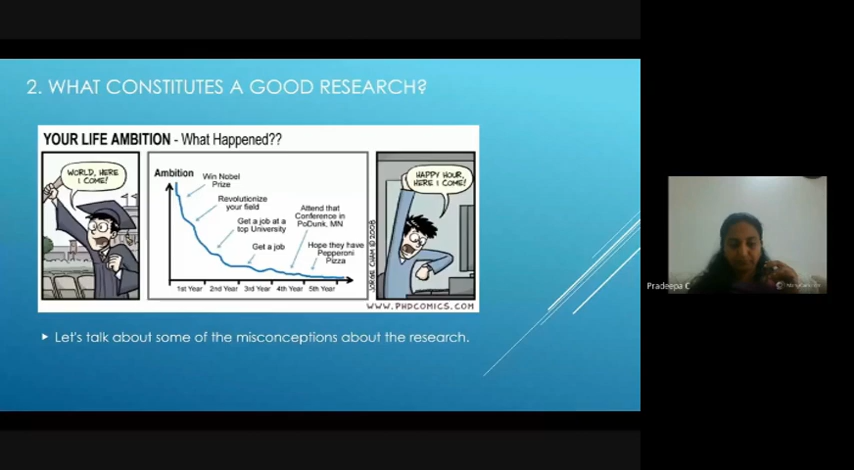 2. WHAT CONSTITUTES A GOOD RESEARCH?
YOUR LIFE AMBITION - What Happened??
WORLD, HERE
I COME!
Ambition
Win Nobel
Prize
Revolutionize
your field
Get a job at a
top University
Get a job
Attend that
Conference in
PoDunk, MN
Hope they have
Pepperoni
Pizza
1st Year 2nd Year 3rd Year 4th Year 5th Year
JORGE CHAM © 2008
HAPPY HOUR,
HERE I COME!
WWW.PHDCOMICS.COM
Let's talk about some of the misconceptions about the research.
Pradeepa C